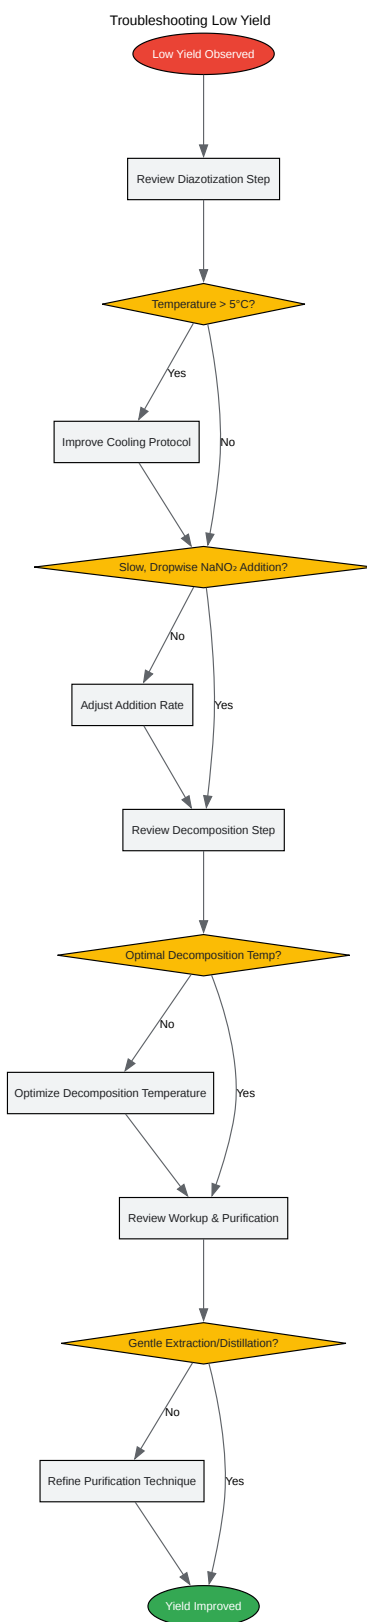 Troubleshooting Low Yield
Low Yield Observed
Review Diazotization Step
Temperature > 5°C?
Yes
Improve Cooling Protocol
No
Slow, Dropwise NaNO₂ Addition?
No
Adjust Addition Rate
Yes
Review Decomposition Step
Optimal Decomposition Temp?
No
Optimize Decomposition Temperature
Yes
Review Workup & Purification
Gentle Extraction/Distillation?
No
Refine Purification Technique
Yes
Yield Improved